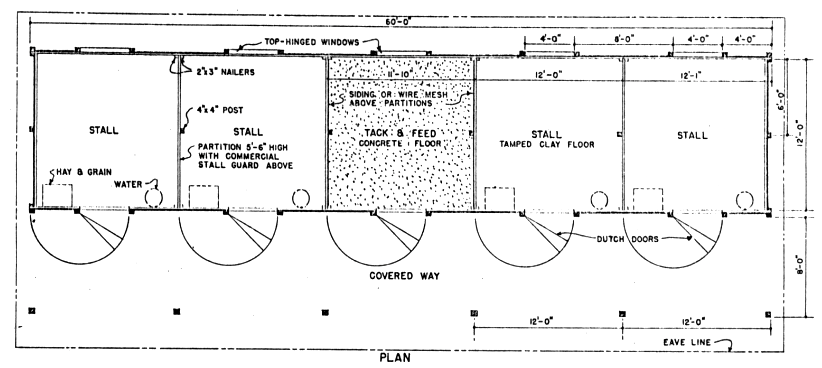 60'-0"
TOP-HINGED WINDOWS
4'-0"
8'-0"
4'-0"
4'-0"
2"x3" NAILERS
11'-10"
12'-0"
12'-1"
SIDING OR WIRE MESH
ABOVE PARTITIONS
4"x4" POST
6'-0"
12'-0"
STALL
STALL
TACK & FEED
CONCRETE FLOOR
STALL
TAMPED CLAY FLOOR
STALL
PARTITION 5'-6" HIGH
WITH COMMERCIAL
STALL GUARD ABOVE
HAY & GRAIN
WATER
DUTCH DOORS
8'-0"
COVERED WAY
12'-0"
12'-0"
EAVE LINE
PLAN